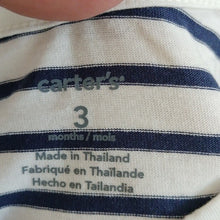 carter's
3
months / mois
Made in Thailand
Fabriqué en Thaïlande
Hecho en Tailandia